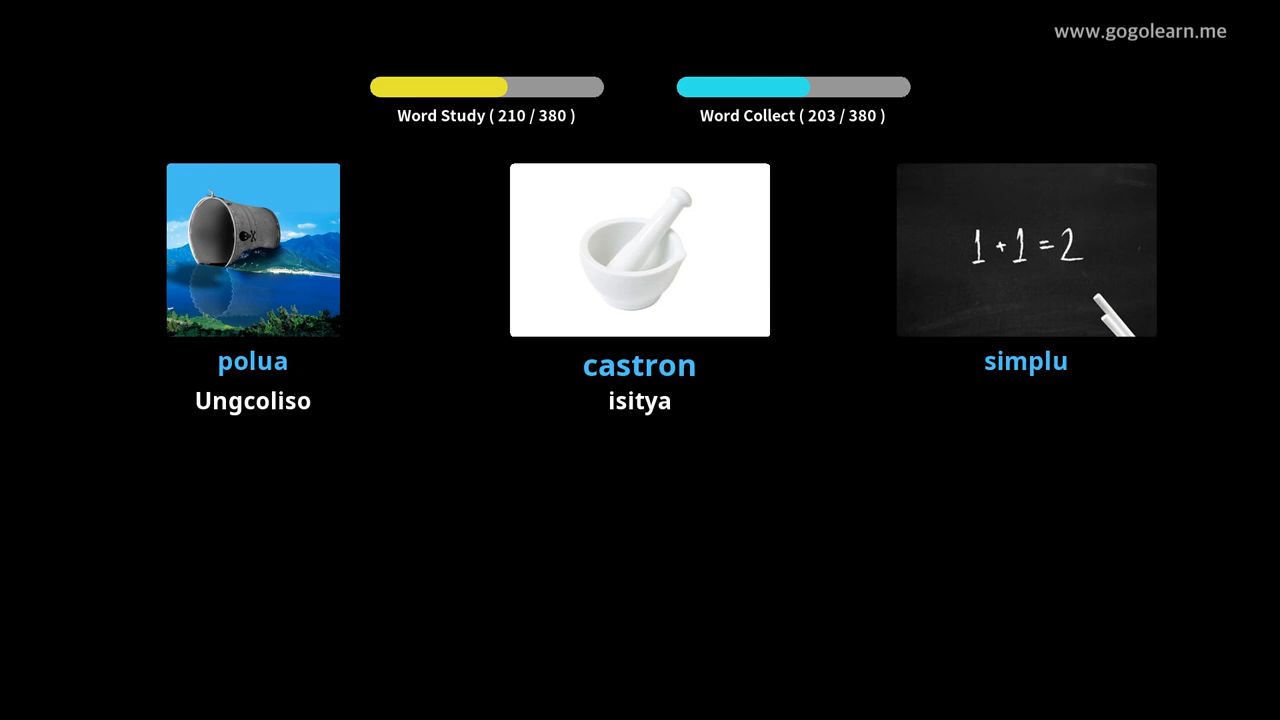 www.gogolearn.me
Word Study ( 210 / 380 )
Word Collect ( 203 / 380 )
1 + 1 = 2
polua
castron
simplu
Ungcoliso
isitya